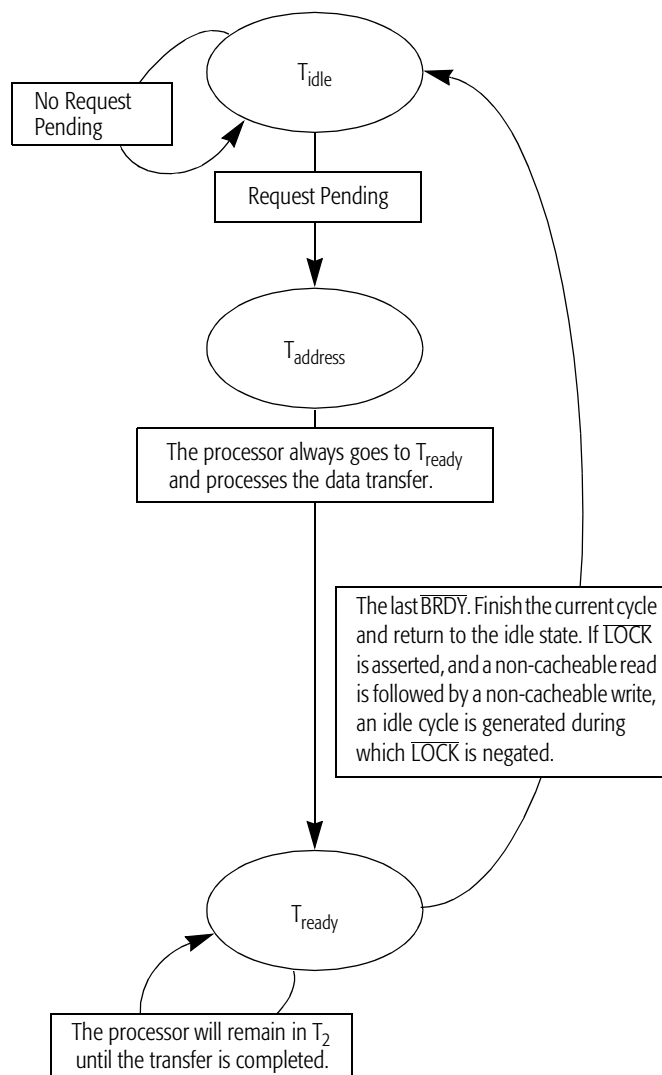 T_idle
No Request
Pending
Request Pending
T_address
The processor always goes to T_ready
and processes the data transfer.
The last B̅R̅D̅Y̅. Finish the current cycle
and return to the idle state. If L̅O̅C̅K̅
is asserted, and a non-cacheable read
is followed by a non-cacheable write,
an idle cycle is generated during
which L̅O̅C̅K̅ is negated.
T_ready
The processor will remain in T_2
until the transfer is completed.